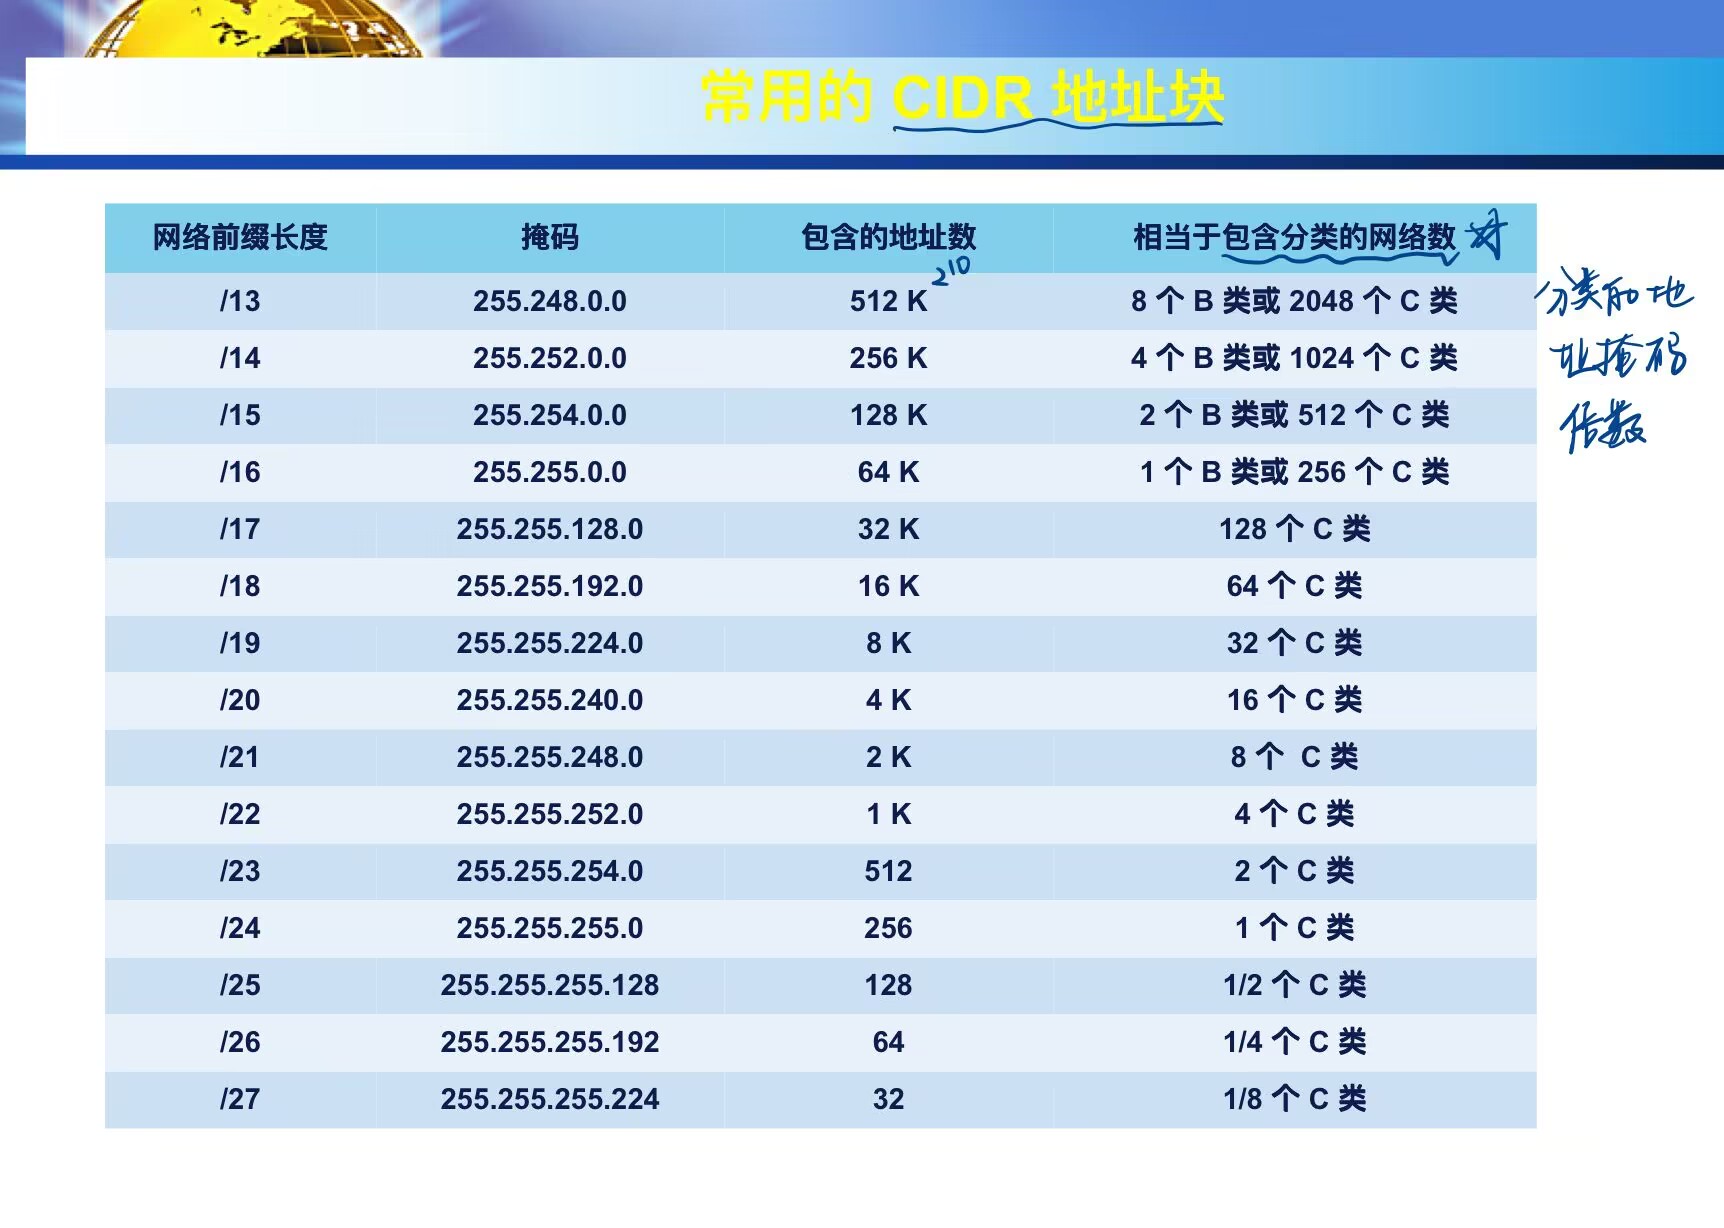 常用的 CIDR 地址块
网络前缀长度 掩码 包含的地址数 相当于包含分类的网络数
2^10
/13 255.248.0.0 512 K 8 个 B 类或 2048 个 C 类
/14 255.252.0.0 256 K 4 个 B 类或 1024 个 C 类
/15 255.254.0.0 128 K 2 个 B 类或 512 个 C 类
/16 255.255.0.0 64 K 1 个 B 类或 256 个 C 类
/17 255.255.128.0 32 K 128 个 C 类
/18 255.255.192.0 16 K 64 个 C 类
/19 255.255.224.0 8 K 32 个 C 类
/20 255.255.240.0 4 K 16 个 C 类
/21 255.255.248.0 2 K 8 个 C 类
/22 255.255.252.0 1 K 4 个 C 类
/23 255.255.254.0 512 2 个 C 类
/24 255.255.255.0 256 1 个 C 类
/25 255.255.255.128 128 1/2 个 C 类
/26 255.255.255.192 64 1/4 个 C 类
/27 255.255.255.224 32 1/8 个 C 类
分类的地
址掩码
倍数